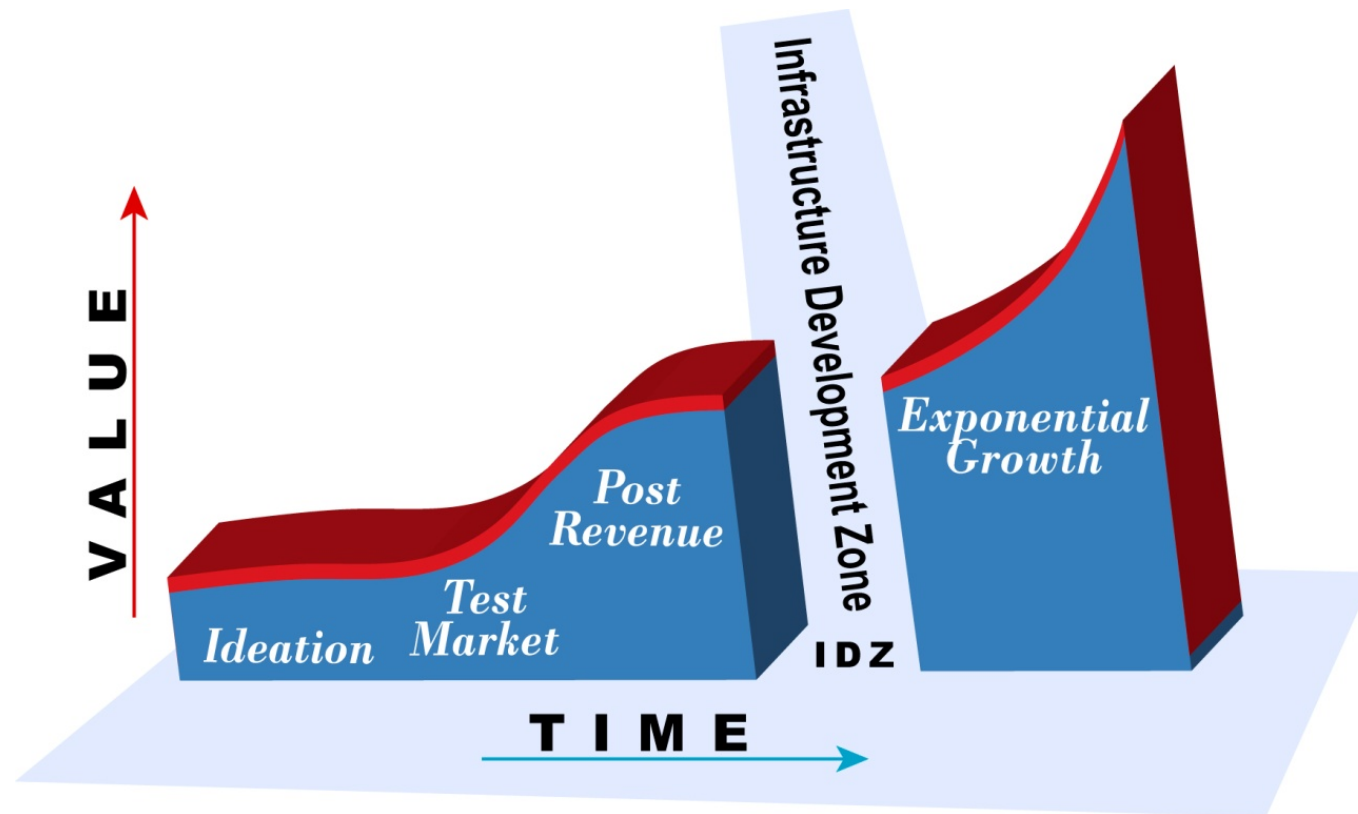 VALUE
Ideation
Test
Market
Post
Revenue
Infrastructure Development Zone
IDZ
Exponential
Growth
TIME